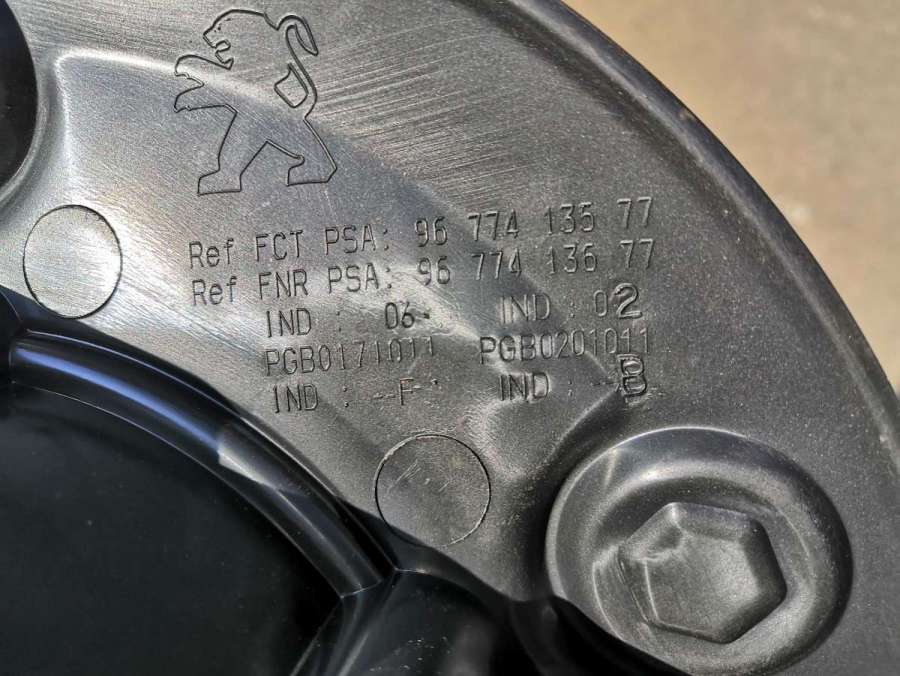 Ref FCT PSA: 96 774 135 77
Ref FNR PSA: 96 774 136 77
IND : 06 IND : 02
PGB0171011 PGB0201011
IND : -F- IND : -B